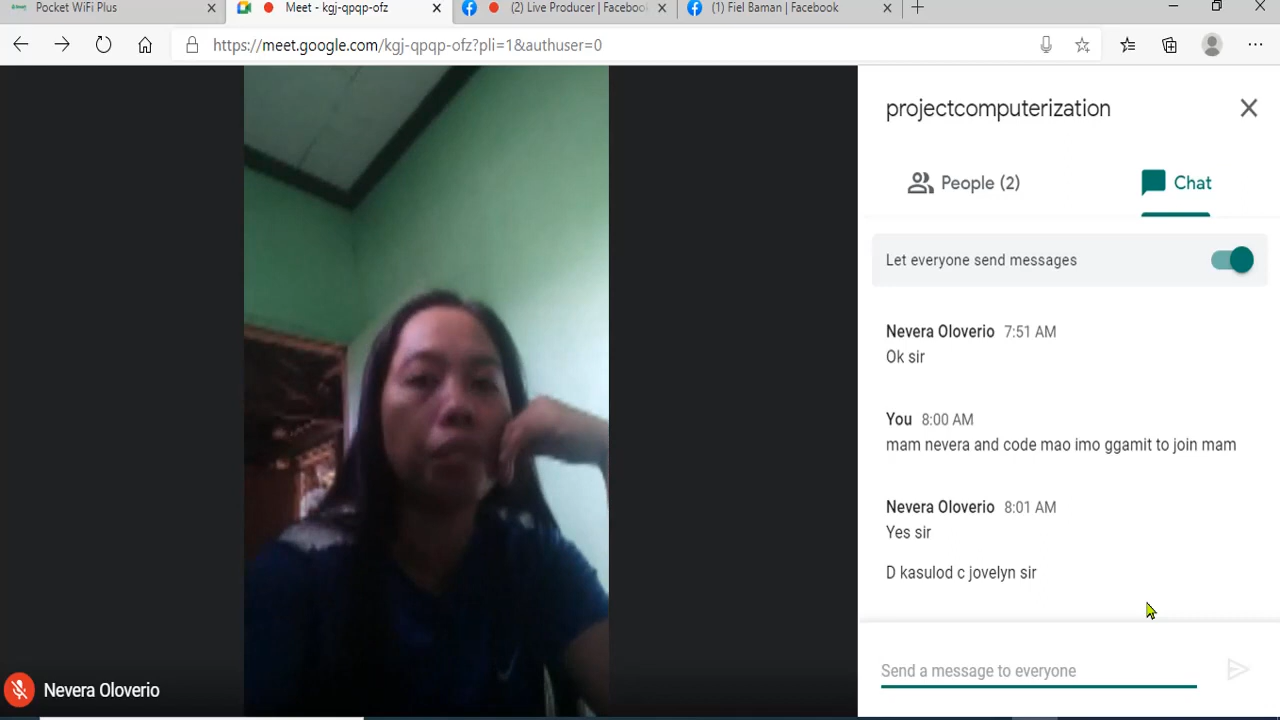 Pocket WiFi Plus
Meet - kgj-qpqp-ofz
(2) Live Producer | Facebook
(1) Fiel Baman | Facebook
https://meet.google.com/kgj-qpqp-ofz?pli=1&authuser=0
projectcomputerization
People (2)
Chat
Let everyone send messages
Nevera Oloverio 7:51 AM
Ok sir
You 8:00 AM
mam nevera and code mao imo ggamit to join mam
Nevera Oloverio 8:01 AM
Yes sir
D kasulod c jovelyn sir
Send a message to everyone
Nevera Oloverio